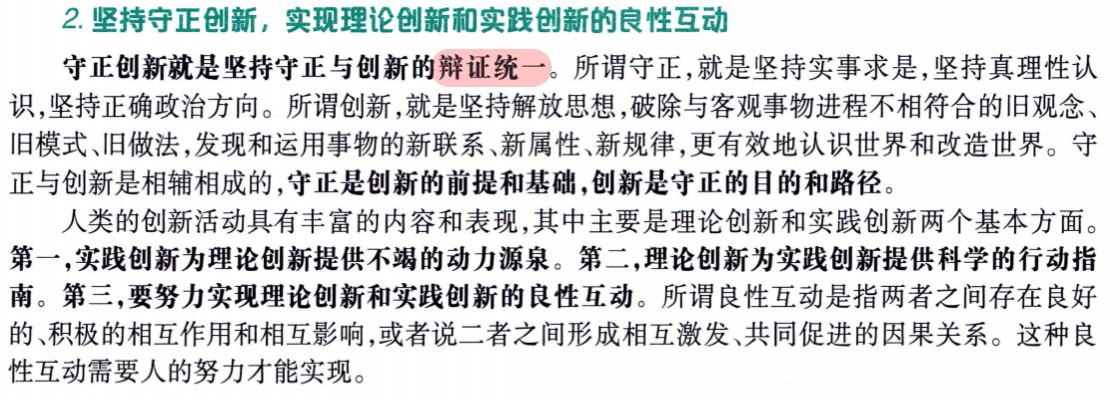 2. 坚持守正创新，实现理论创新和实践创新的良性互动
守正创新就是坚持守正与创新的辩证统一。所谓守正,就是坚持实事求是,坚持真理性认
识,坚持正确政治方向。所谓创新,就是坚持解放思想,破除与客观事物进程不相符合的旧观念、
旧模式、旧做法,发现和运用事物的新联系、新属性、新规律,更有效地认识世界和改造世界。守
正与创新是相辅相成的,守正是创新的前提和基础,创新是守正的目的和路径。
人类的创新活动具有丰富的内容和表现,其中主要是理论创新和实践创新两个基本方面。
第一,实践创新为理论创新提供不竭的动力源泉。第二,理论创新为实践创新提供科学的行动指
南。第三,要努力实现理论创新和实践创新的良性互动。所谓良性互动是指两者之间存在良好
的、积极的相互作用和相互影响,或者说二者之间形成相互激发、共同促进的因果关系。这种良
性互动需要人的努力才能实现。